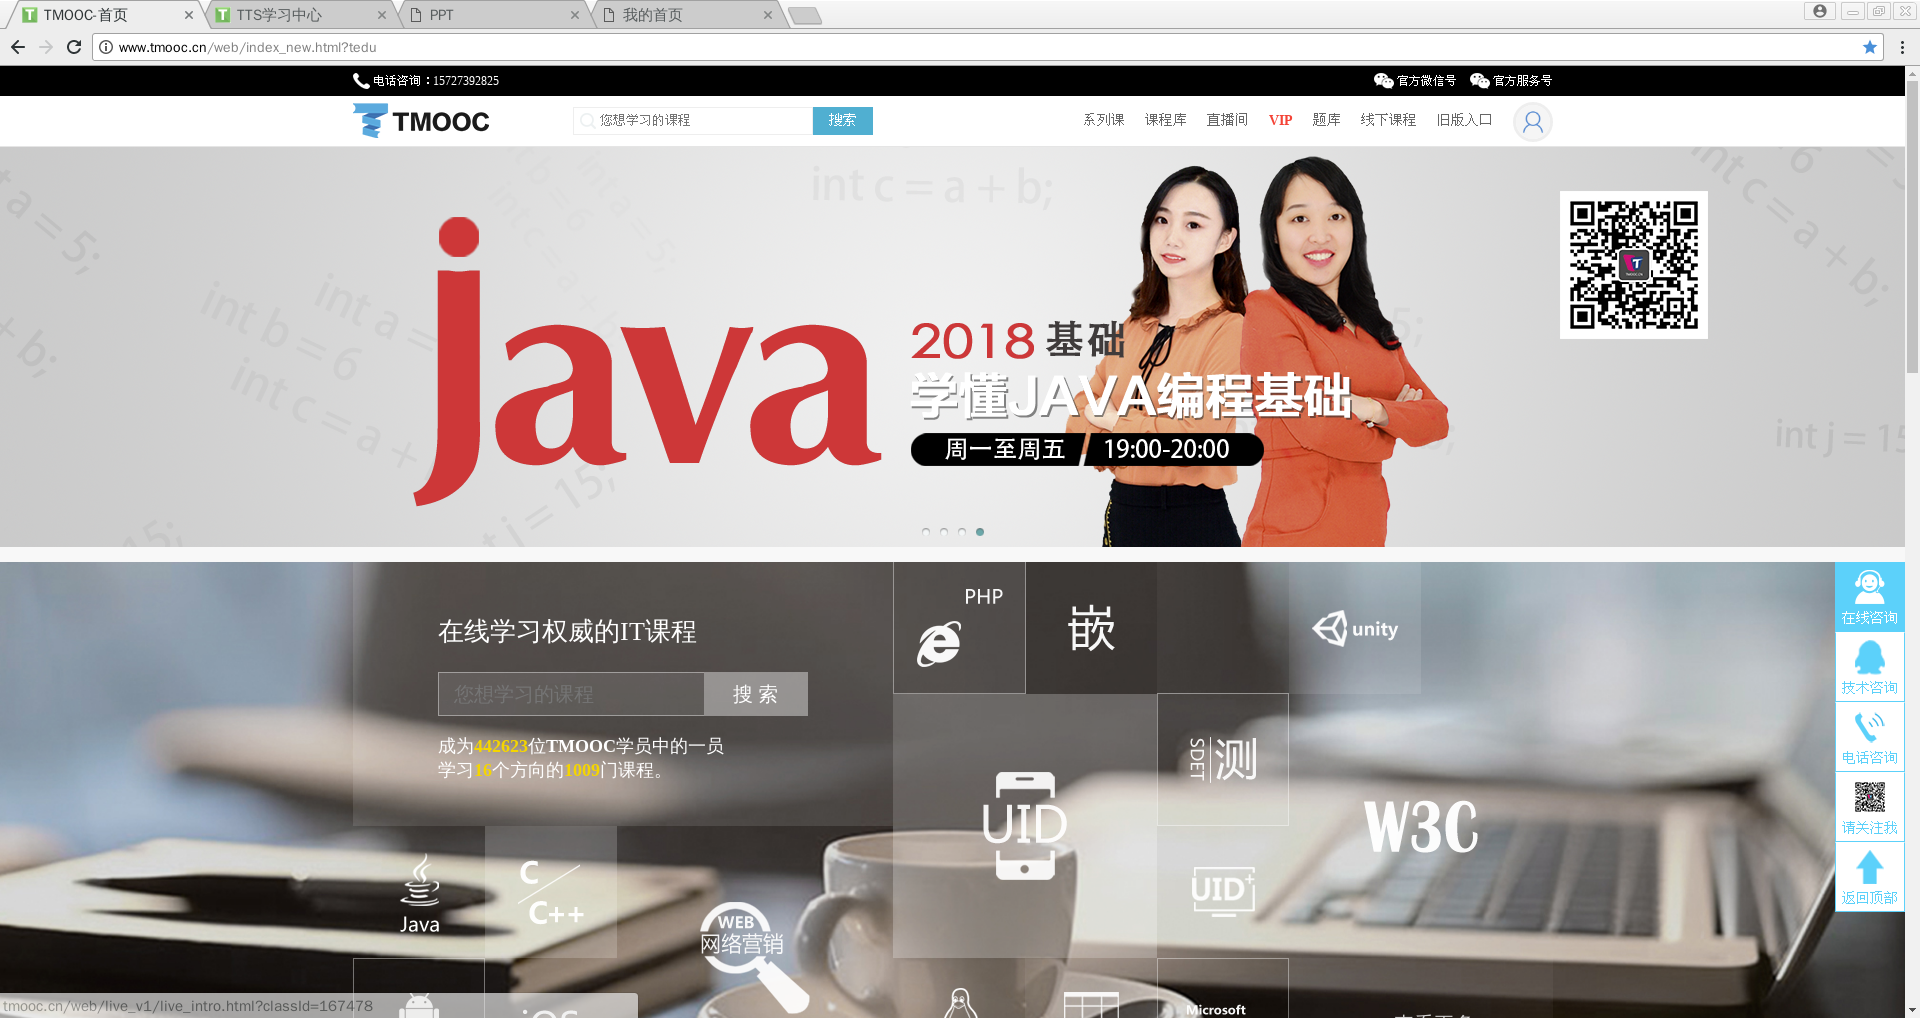 TMOOC-首页
TTS学习中心
PPT
我的首页
www.tmooc.cn/web/index_new.html?tedu
电话咨询：15727392825
官方微信号
官方服务号
TMOOC
您想学习的课程
搜索
系列课
课程库
直播间
VIP
题库
线下课程
旧版入口
int c = a + b;
a = 5;
int a =
int b = 6
int c = a +
int j = 15;
int c = a + b;
int j = 15
java
2018 基础
学懂JAVA编程基础
周一至周五 / 19:00-20:00
在线学习权威的IT课程
您想学习的课程
搜 索
成为442623位TMOOC学员中的一员
学习16个方向的1009门课程。
PHP
嵌
unity
UID
SDET
测
W3C
UID+
Java
C
C++
WEB
网络营销
iOS
Microsoft
在线咨询
技术咨询
电话咨询
请关注我
返回顶部
tmooc.cn/web/live_v1/live_intro.html?classId=167478